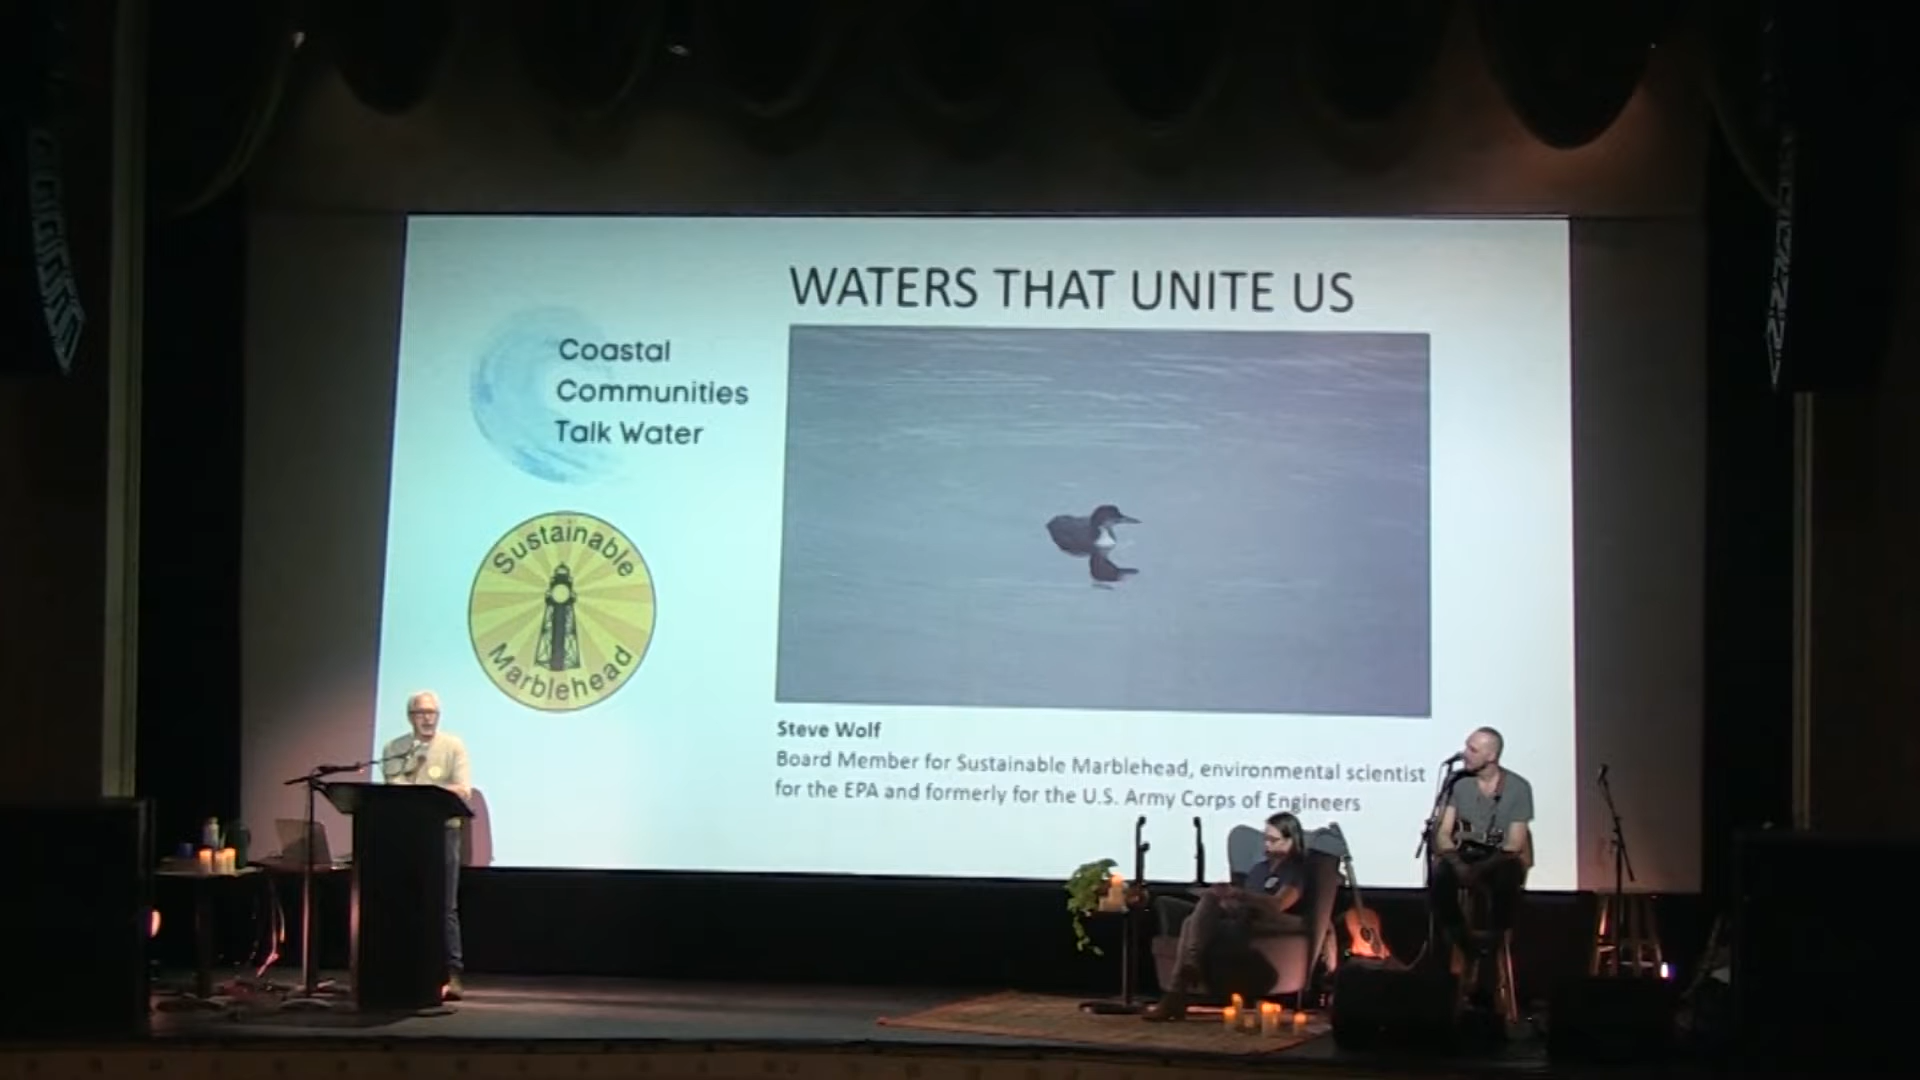 WATERS THAT UNITE US
Coastal
Communities
Talk Water
Sustainable
Marblehead
Steve Wolf
Board Member for Sustainable Marblehead, environmental scientist
for the EPA and formerly for the U.S. Army Corps of Engineers